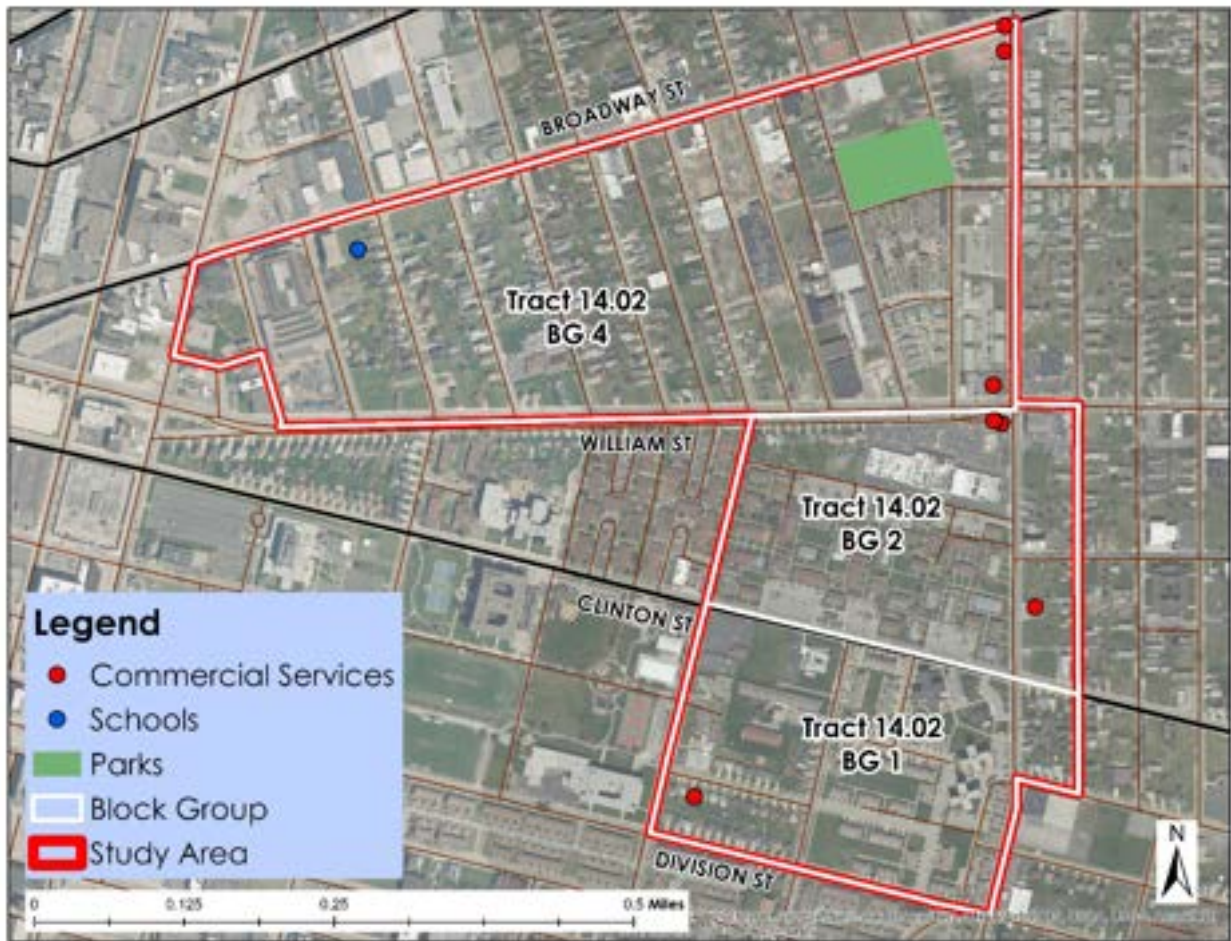 BROADWAY ST
Tract 14.02
BG 4
WILLIAM ST
Tract 14.02
BG 2
CLINTON ST
Tract 14.02
BG 1
DIVISION ST
Legend
Commercial Services
Schools
Parks
Block Group
Study Area
N
0 0.125 0.25 0.5 Miles